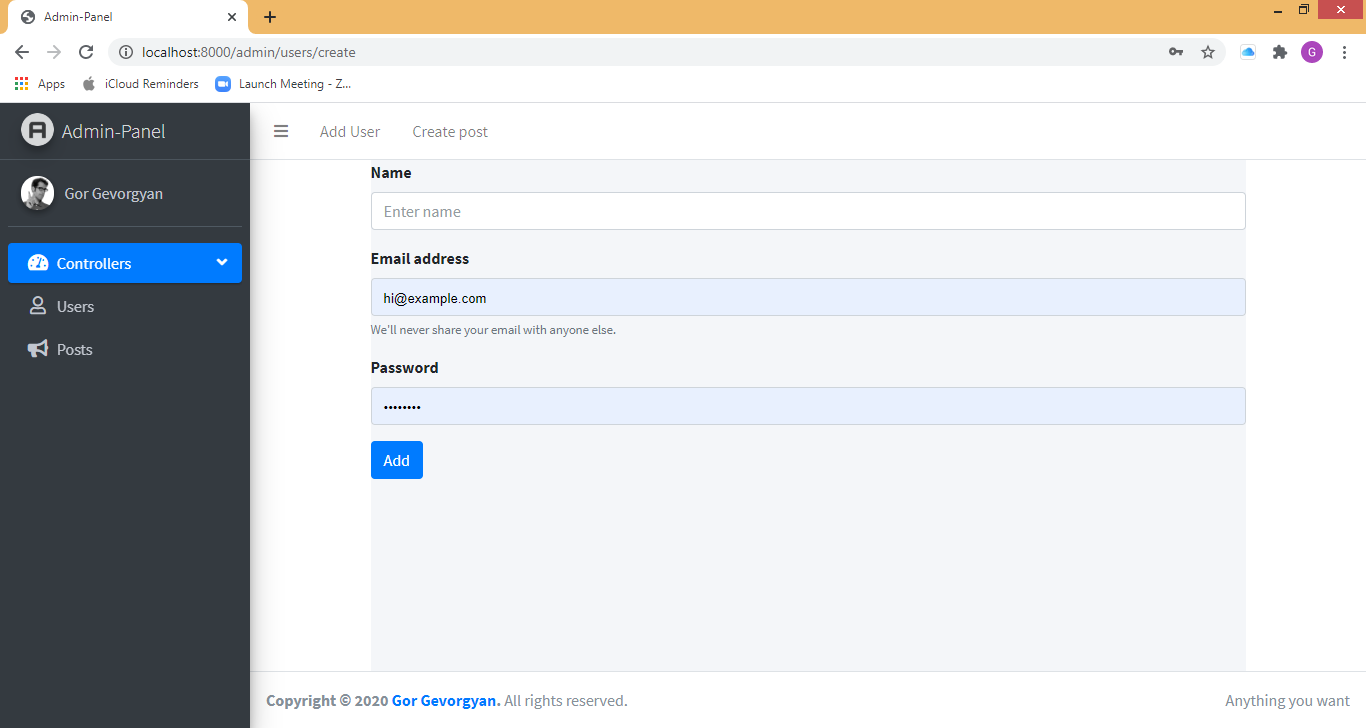 Admin-Panel
localhost:8000/admin/users/create
G
Apps
iCloud Reminders
Launch Meeting - Z...
Admin-Panel
Add User
Create post
Gor Gevorgyan
Controllers
Users
Posts
Name
Enter name
Email address
hi@example.com
We'll never share your email with anyone else.
Password
••••••••
Add
Copyright © 2020 Gor Gevorgyan. All rights reserved.
Anything you want